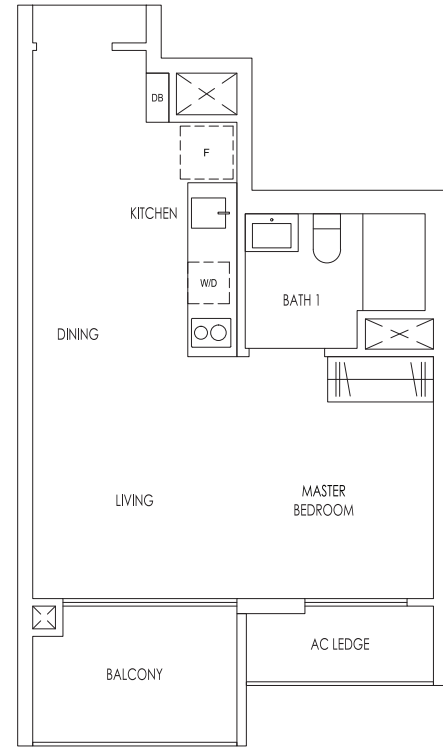 DB
F
KITCHEN
W/D
BATH 1
DINING
LIVING
MASTER
BEDROOM
AC LEDGE
BALCONY